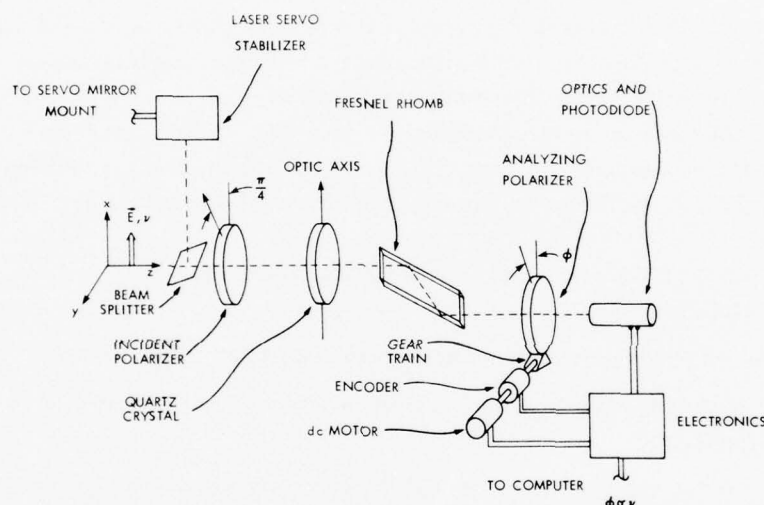 LASER SERVO
STABILIZER
TO SERVO MIRROR
MOUNT
OPTICS AND
PHOTODIODE
FRESNEL RHOMB
ANALYZING
POLARIZER
OPTIC AXIS
π/4
x
E⃗, ν
z
y
ϕ
BEAM
SPLITTER
INCIDENT
POLARIZER
QUARTZ
CRYSTAL
GEAR
TRAIN
ENCODER
dc MOTOR
ELECTRONICS
TO COMPUTER